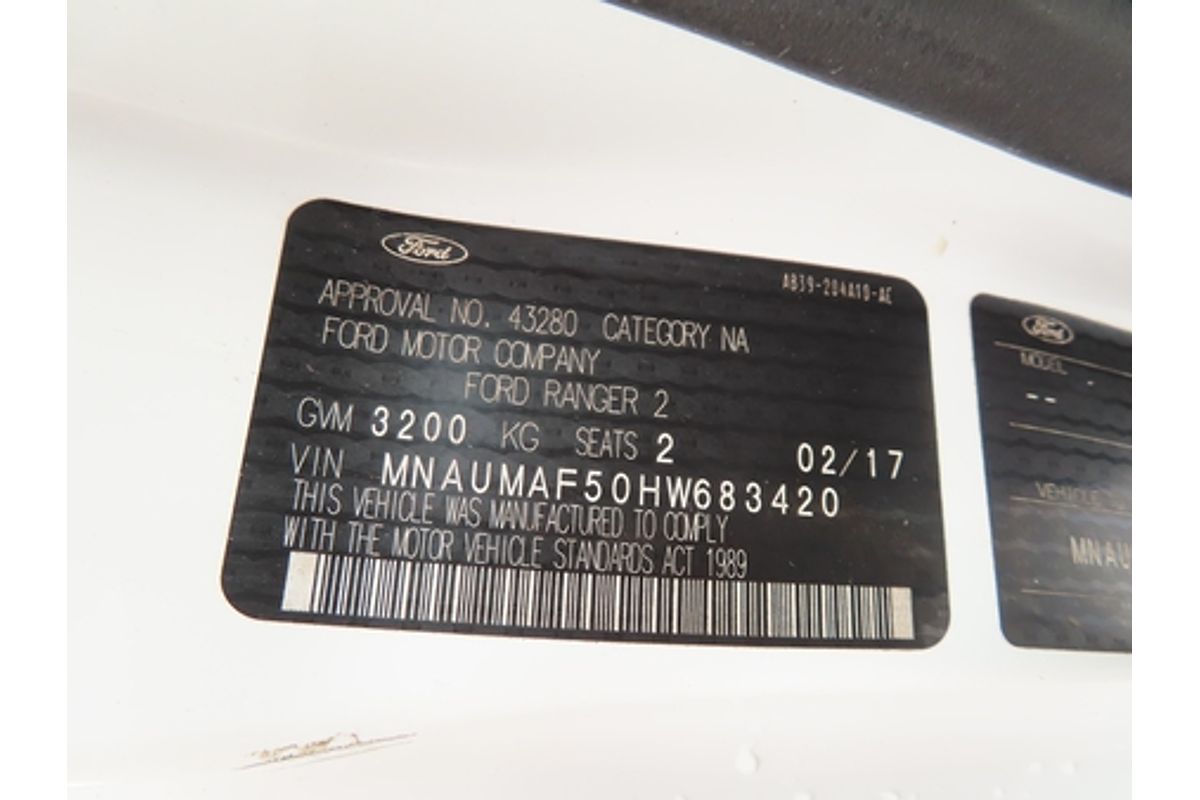 Ford
AB39-204A10-AE
APPROVAL NO. 43280 CATEGORY NA
FORD MOTOR COMPANY
FORD RANGER 2
GVM 3200 KG SEATS 2 02/17
VIN MNAUMAF50HW683420
THIS VEHICLE WAS MANUFACTURED TO COMPLY
WITH THE MOTOR VEHICLE STANDARDS ACT 1989
Ford
MODEL
--
VEHICLE
MNAU